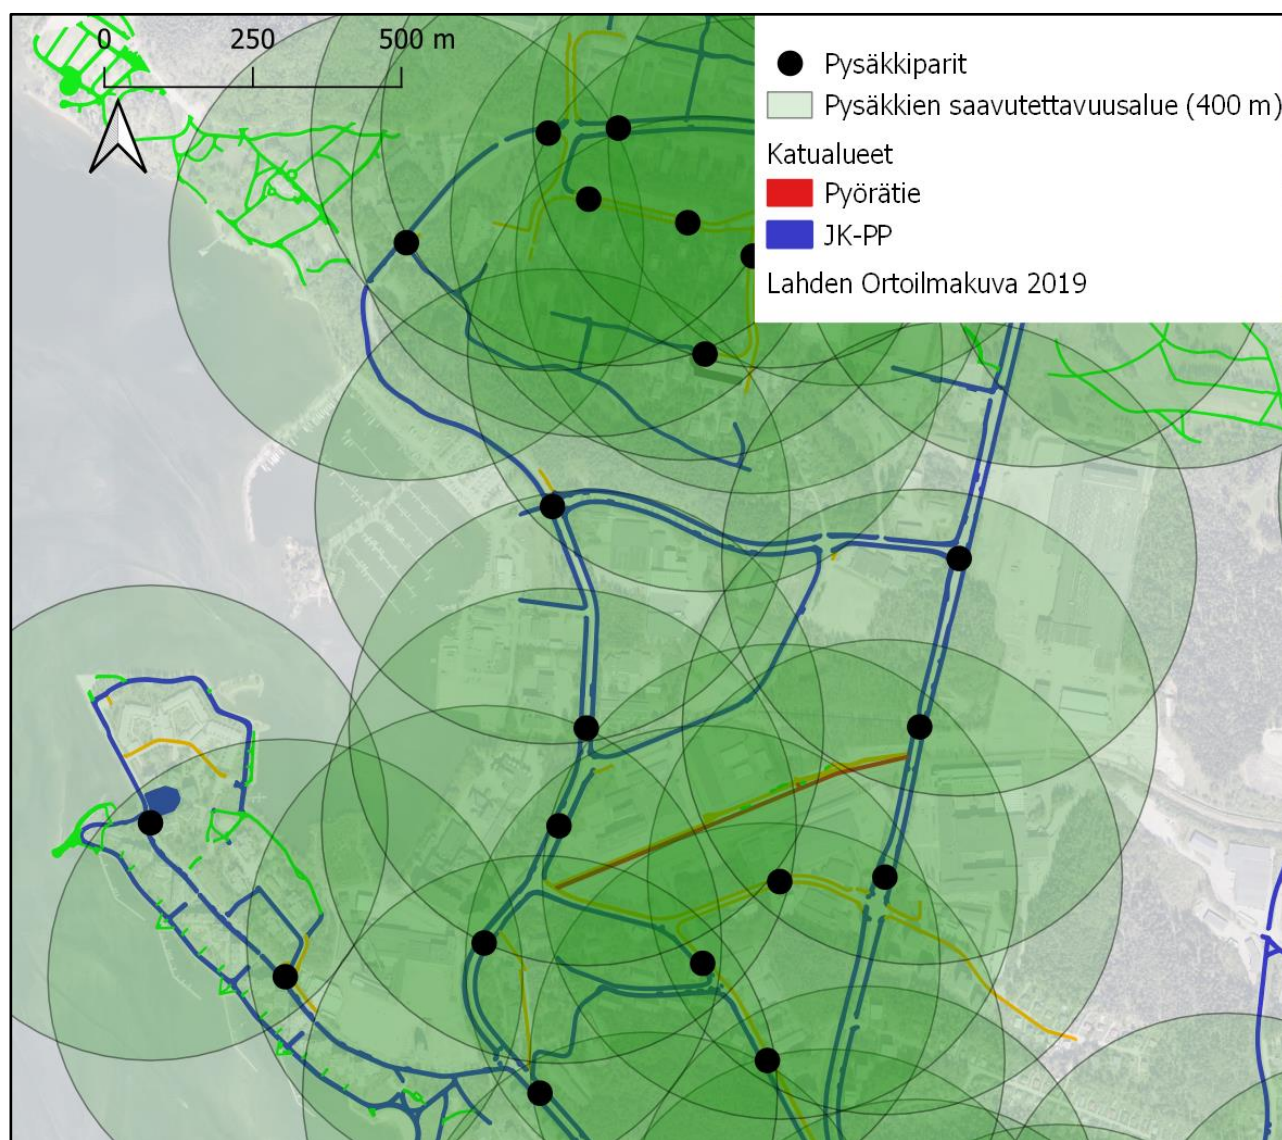 0 250 500 m
Pysäkkiparit
Pysäkkien saavutettavuusalue (400 m)
Katualueet
Pyörätie
JK-PP
Lahden Ortoilmakuva 2019